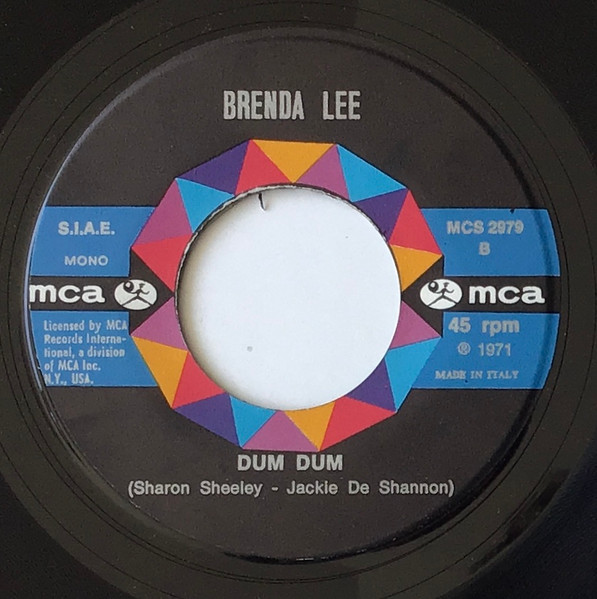 BRENDA LEE
S.I.A.E.
MONO
mca
Licensed by MCA
Records Interna-
tional, a division
of MCA Inc.
N.Y., USA.
MCS 2979
B
mca
45 rpm
℗ 1971
MADE IN ITALY
DUM DUM
(Sharon Sheeley - Jackie De Shannon)